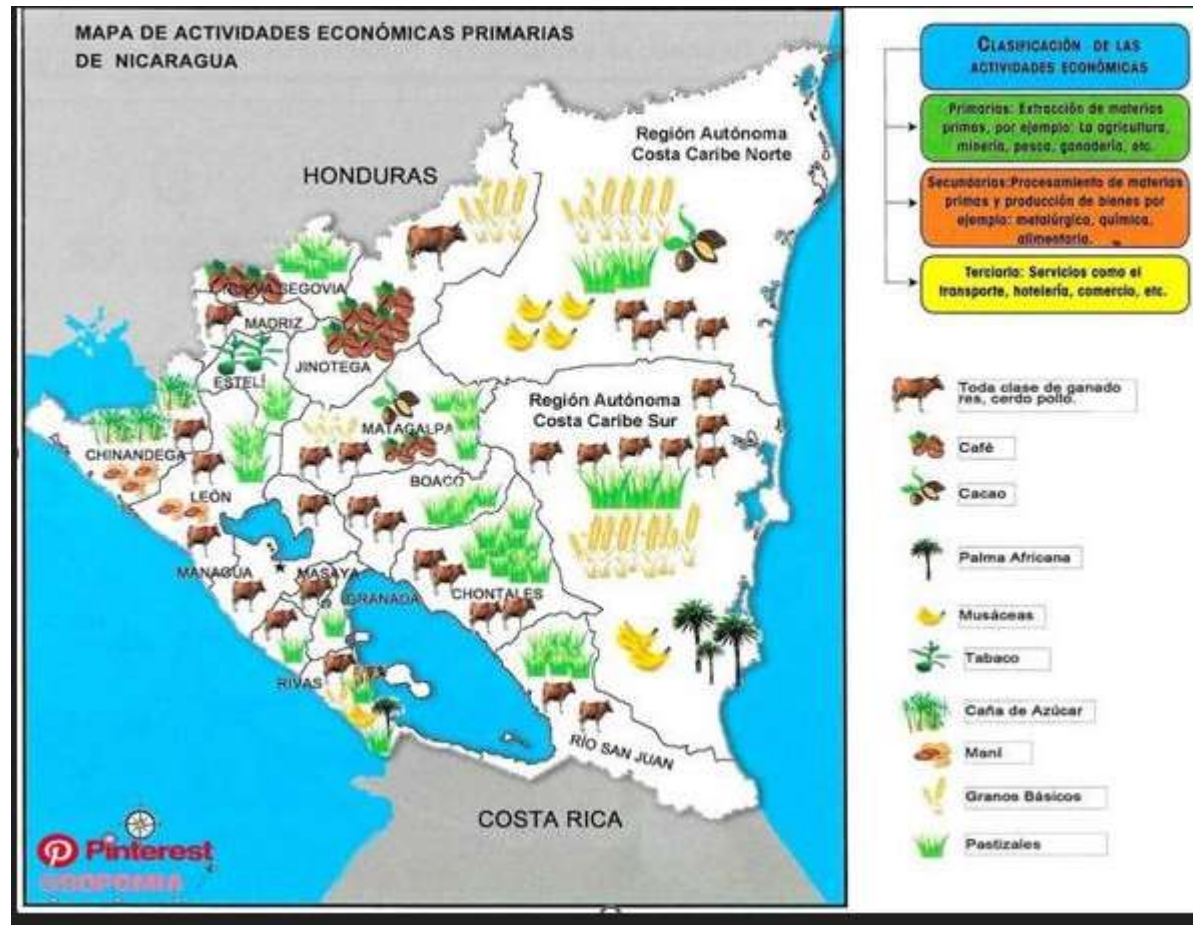 MAPA DE ACTIVIDADES ECONÓMICAS PRIMARIAS
DE NICARAGUA
HONDURAS
Región Autónoma
Costa Caribe Norte
NUEVA SEGOVIA
MADRIZ
ESTELÍ
JINOTEGA
Región Autónoma
Costa Caribe Sur
CHINANDEGA
MATAGALPA
LEÓN
BOACO
MANAGUA
MASAYA
GRANADA
CHONTALES
RIVAS
RÍO SAN JUAN
COSTA RICA
Pinterest
CLASIFICACIÓN DE LAS
ACTIVIDADES ECONÓMICAS
Primarias: Extracción de materias
primas, por ejemplo: La agricultura,
minería, pesca, ganadería, etc.
Secundarias:Procesamiento de materias
primas y producción de bienes por
ejemplo: metalúrgico, química,
alimentaria.
Terciaria: Servicios como el
transporte, hotelería, comercio, etc.
Toda clase de ganado
res, cerdo pollo.
Café
Cacao
Palma Africana
Musáceas
Tabaco
Caña de Azúcar
Maní
Granos Básicos
Pastizales